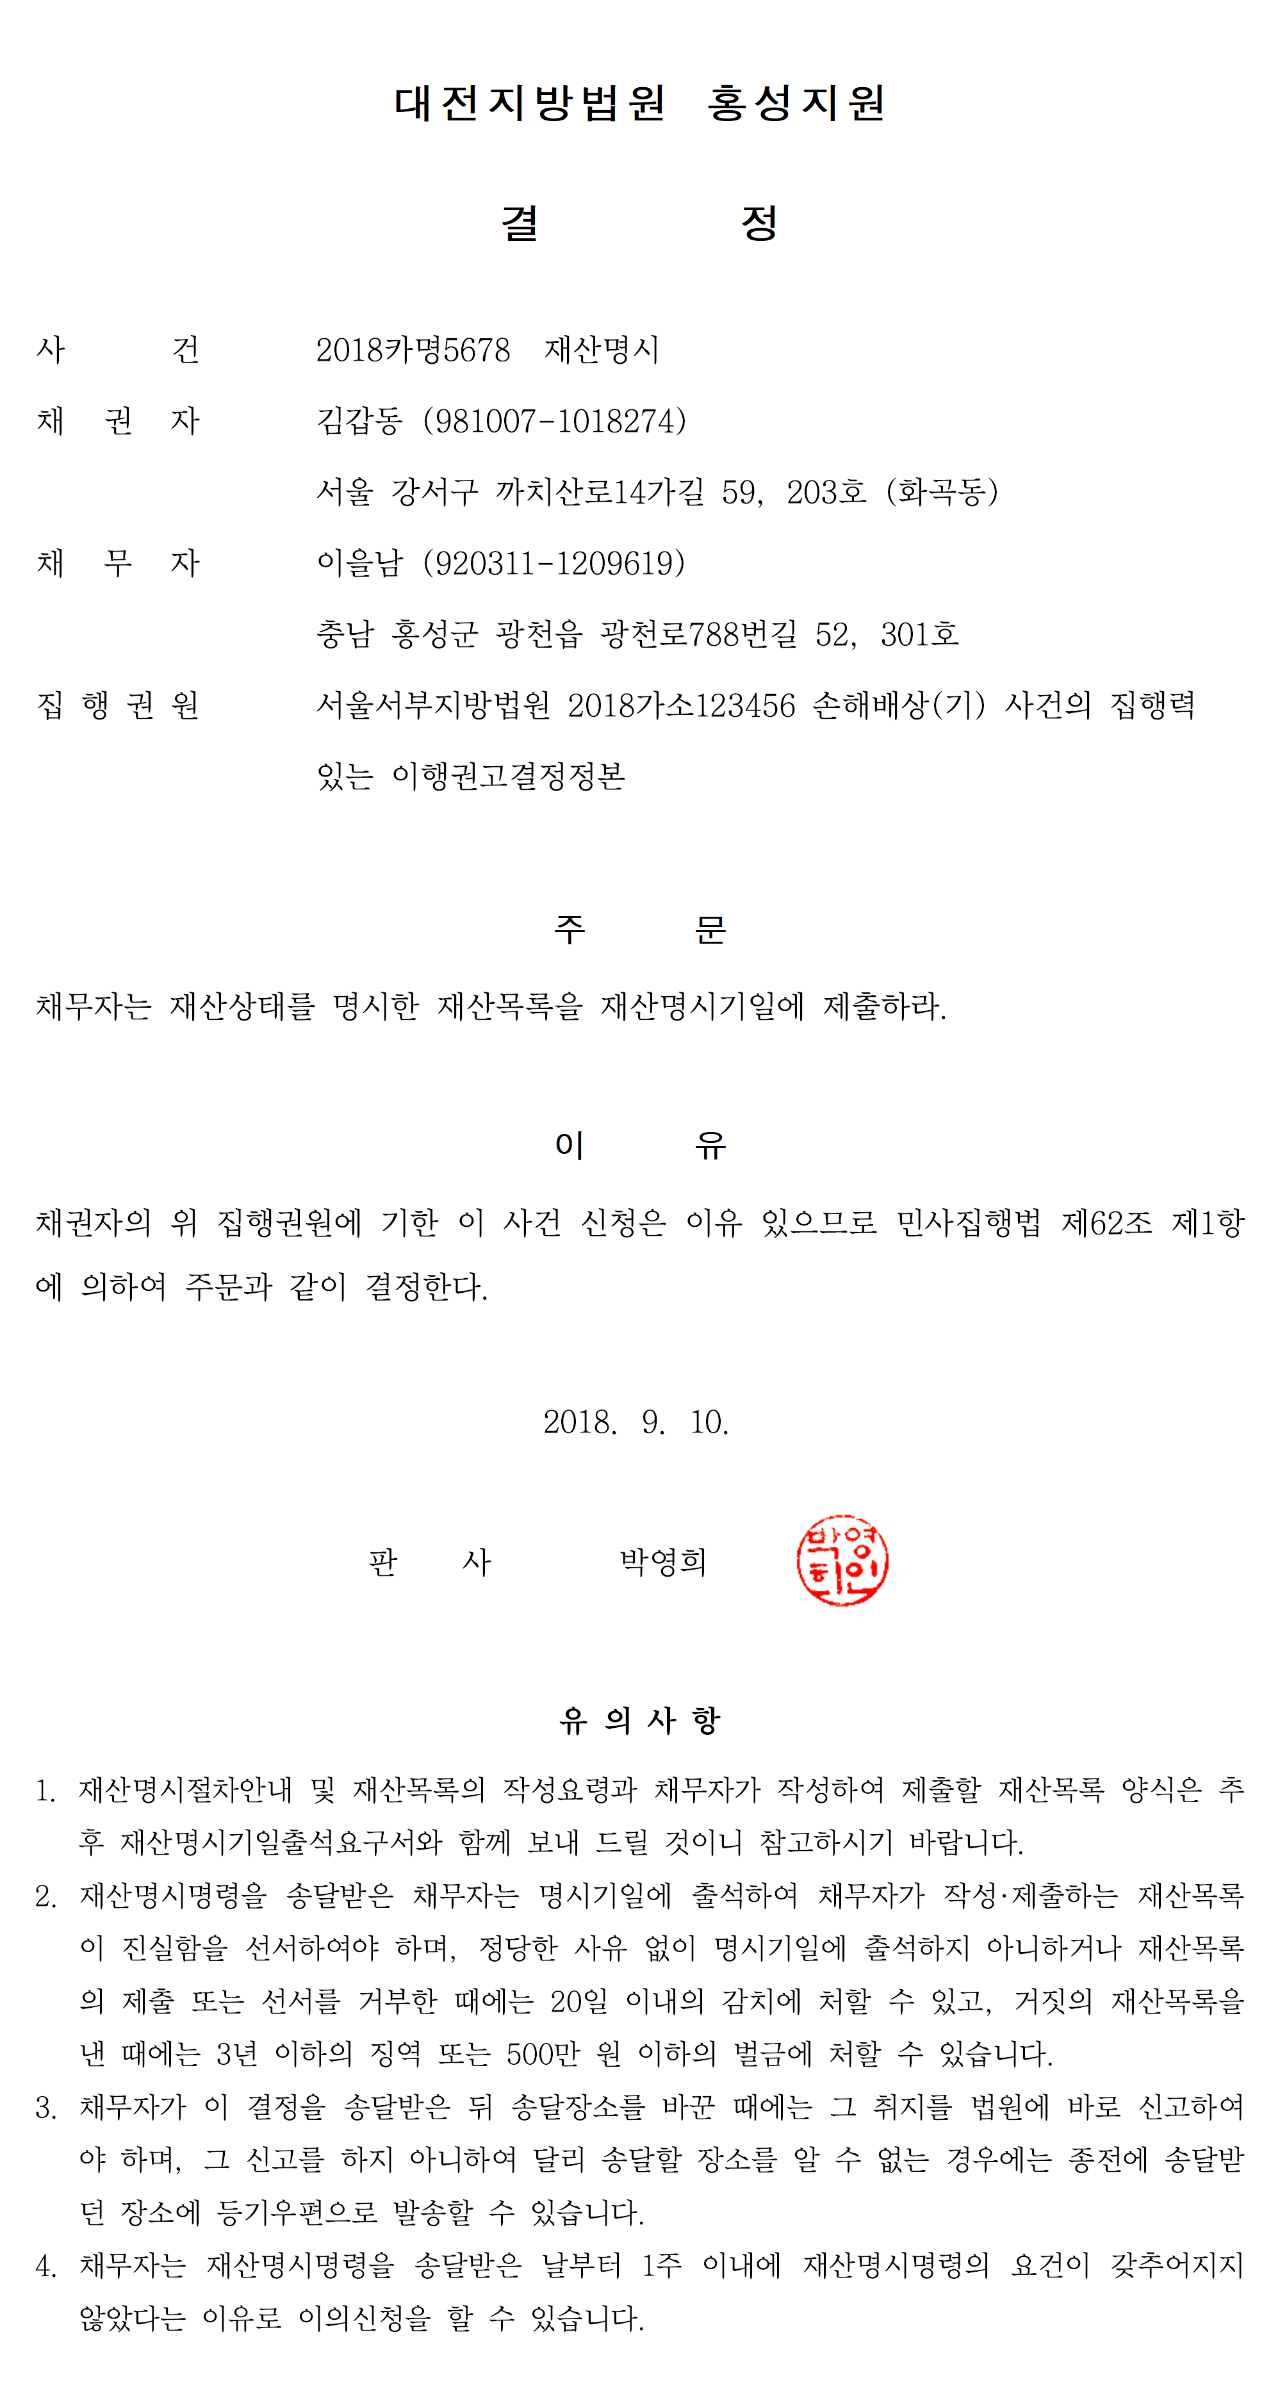 대전지방법원 홍성지원
결 정
사 건 2018카명5678 재산명시
채 권 자 김갑동 (981007-1018274)
서울 강서구 까치산로14가길 59, 203호 (화곡동)
채 무 자 이을남 (920311-1209619)
충남 홍성군 광천읍 광천로788번길 52, 301호
집 행 권 원 서울서부지방법원 2018가소123456 손해배상(기) 사건의 집행력
있는 이행권고결정정본
주 문
채무자는 재산상태를 명시한 재산목록을 재산명시기일에 제출하라.
이 유
채권자의 위 집행권원에 기한 이 사건 신청은 이유 있으므로 민사집행법 제62조 제1항
에 의하여 주문과 같이 결정한다.
2018. 9. 10.
판 사 박영희
박영
희인
유 의 사 항
1. 재산명시절차안내 및 재산목록의 작성요령과 채무자가 작성하여 제출할 재산목록 양식은 추
후 재산명시기일출석요구서와 함께 보내 드릴 것이니 참고하시기 바랍니다.
2. 재산명시명령을 송달받은 채무자는 명시기일에 출석하여 채무자가 작성·제출하는 재산목록
이 진실함을 선서하여야 하며, 정당한 사유 없이 명시기일에 출석하지 아니하거나 재산목록
의 제출 또는 선서를 거부한 때에는 20일 이내의 감치에 처할 수 있고, 거짓의 재산목록을
낸 때에는 3년 이하의 징역 또는 500만 원 이하의 벌금에 처할 수 있습니다.
3. 채무자가 이 결정을 송달받은 뒤 송달장소를 바꾼 때에는 그 취지를 법원에 바로 신고하여
야 하며, 그 신고를 하지 아니하여 달리 송달할 장소를 알 수 없는 경우에는 종전에 송달받
던 장소에 등기우편으로 발송할 수 있습니다.
4. 채무자는 재산명시명령을 송달받은 날부터 1주 이내에 재산명시명령의 요건이 갖추어지지
않았다는 이유로 이의신청을 할 수 있습니다.